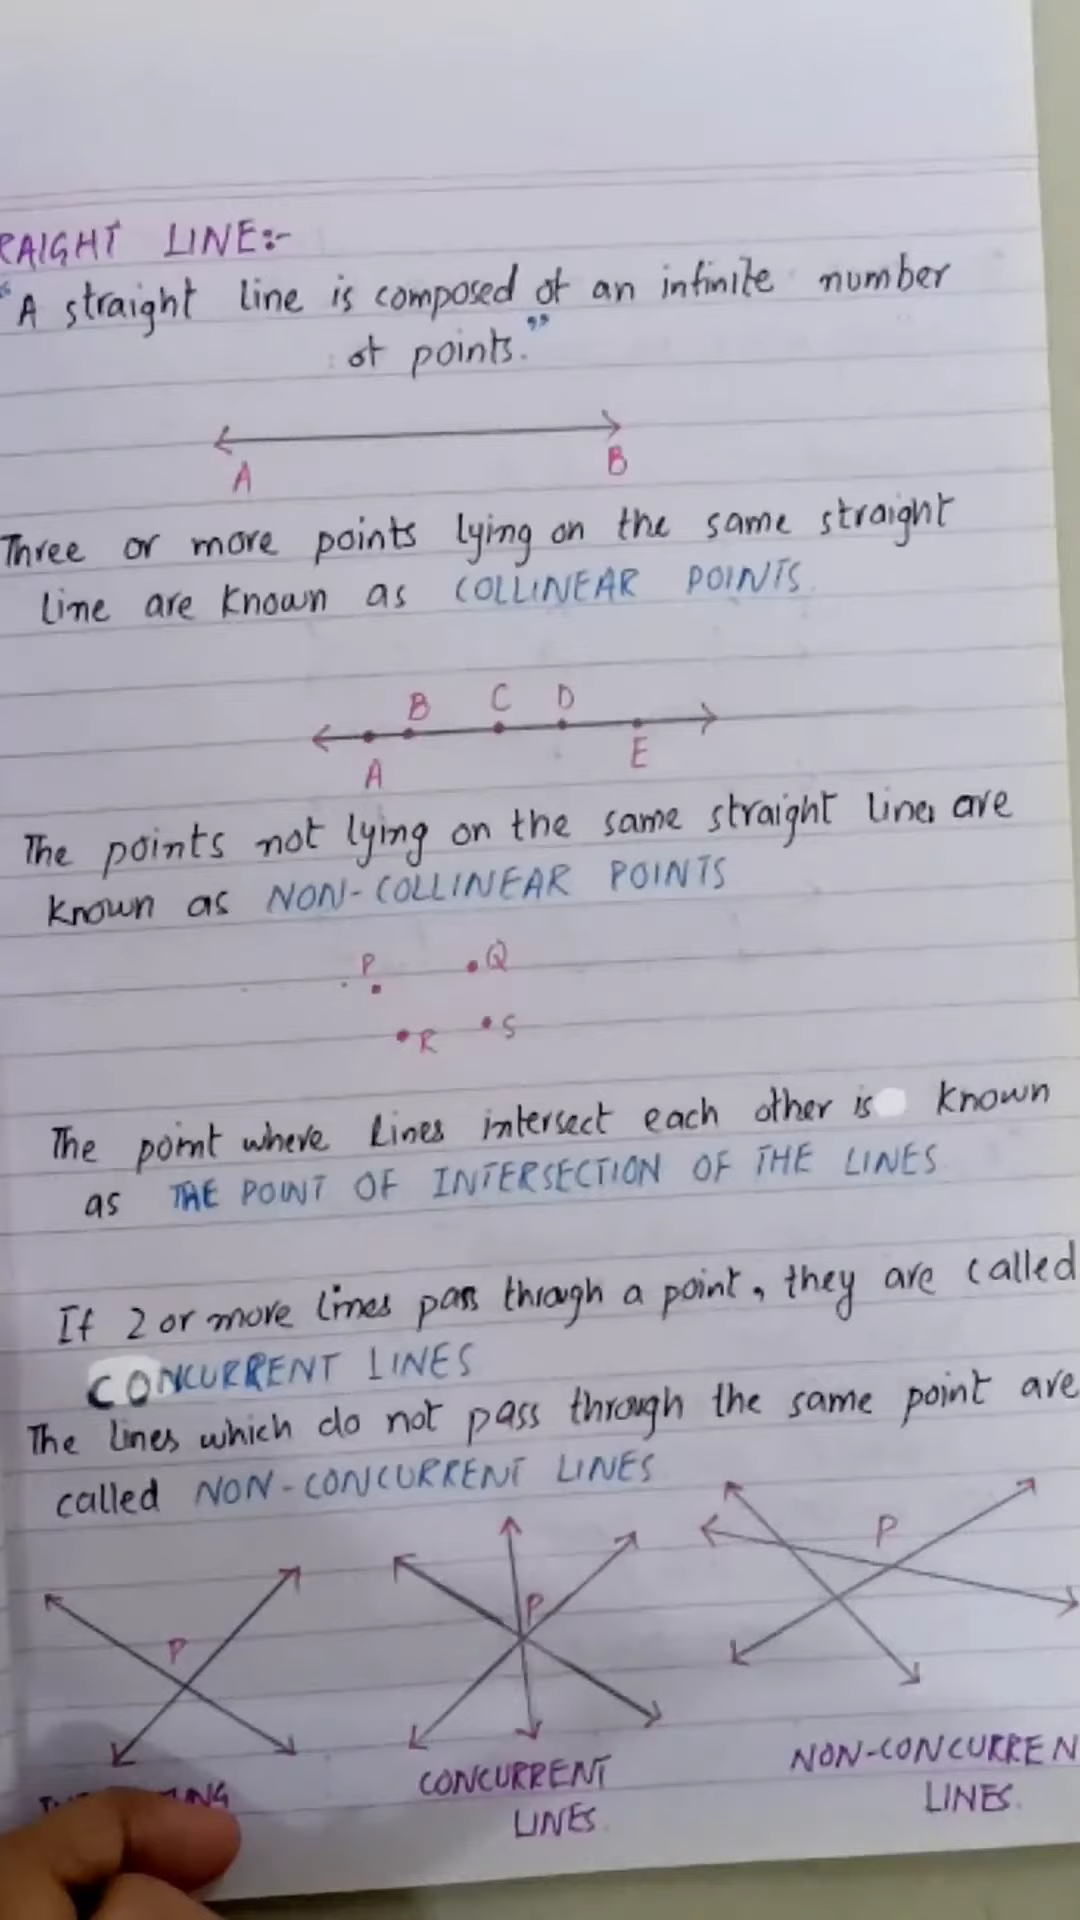 RAIGHT LINE:-
"A straight line is composed of an infinite number
of points."
A B
Three or more points lying on the same straight
line are known as COLLINEAR POINTS.
B C D
A E
The points not lying on the same straight line are
known as NON-COLLINEAR POINTS
P .Q
.R .S
The point where lines intersect each other is known
as THE POINT OF INTERSECTION OF THE LINES
If 2 or more lines pass through a point, they are called
CONCURRENT LINES
The lines which do not pass through the same point are
called NON-CONCURRENT LINES
P P P
CONCURRENT NON-CONCURREN
LINES. LINES.